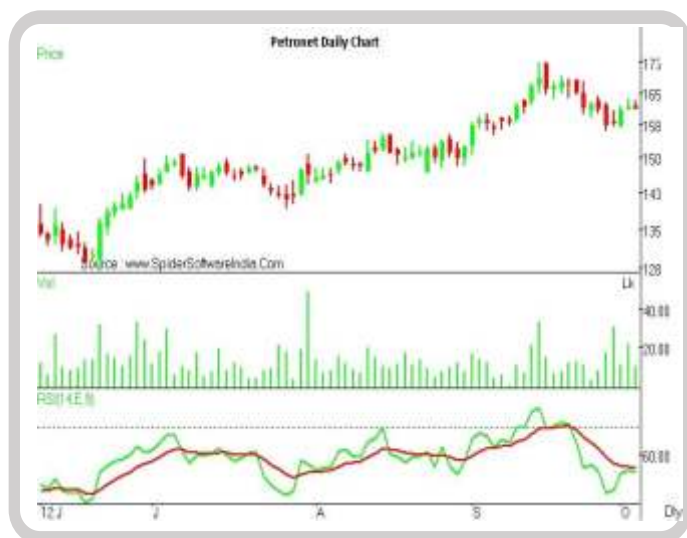 Petronet Daily Chart
Price
175
165
158
150
143
135
128
Source : www.SpiderSoftwareIndia.Com
Vol
Lk
40.00
20.00
60.00
12 J
J
A
S
O
Dly